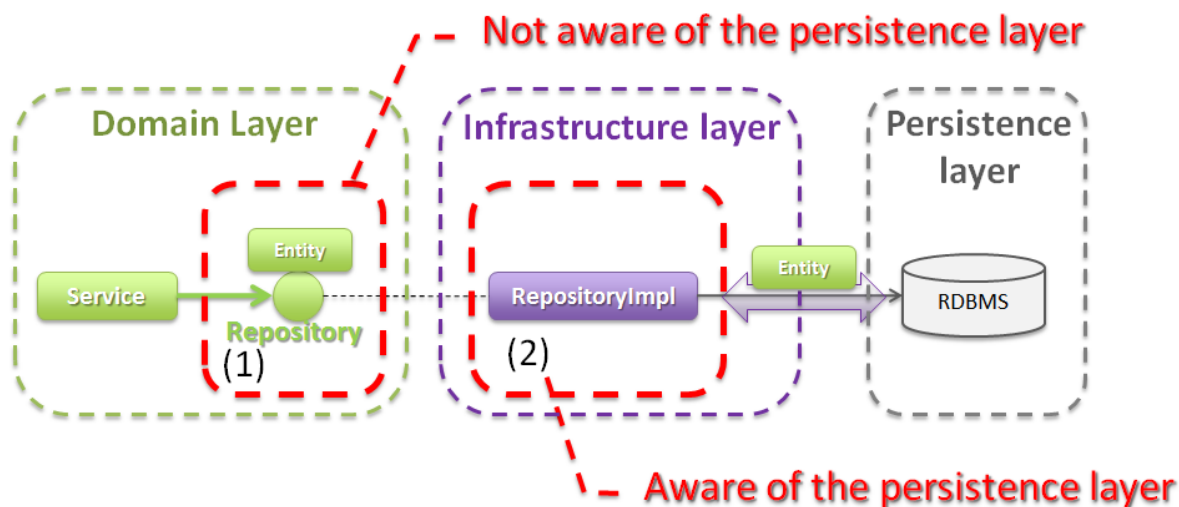 Not aware of the persistence layer
Domain Layer
Infrastructure layer
Persistence
layer
Entity
Entity
Service
RepositoryImpl
RDBMS
Repository
(1)
(2)
Aware of the persistence layer